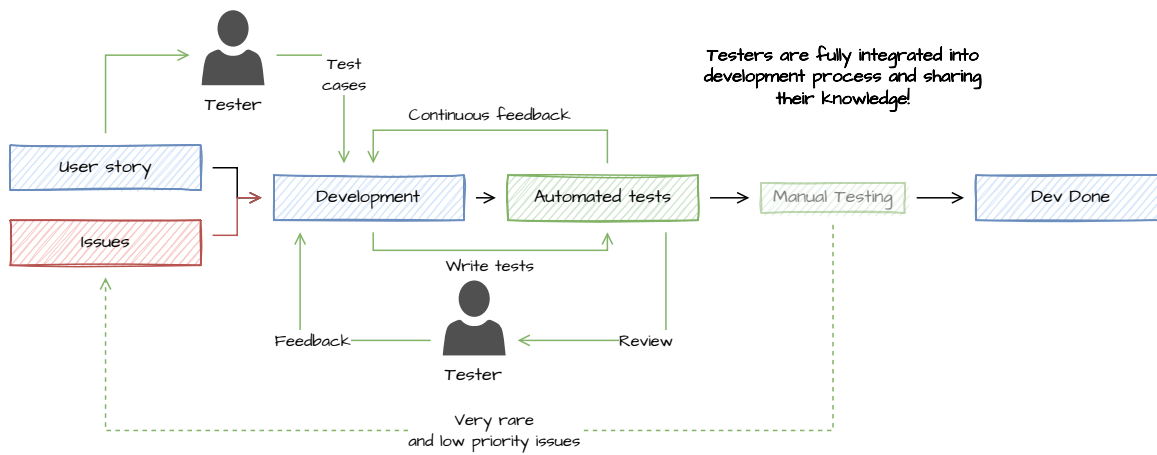 Testers are fully integrated into
development process and sharing
their knowledge!
Test
cases
Tester
Continuous feedback
User story
Development
Automated tests
Manual Testing
Dev Done
Issues
Write tests
Feedback
Review
Tester
Very rare
and low priority issues